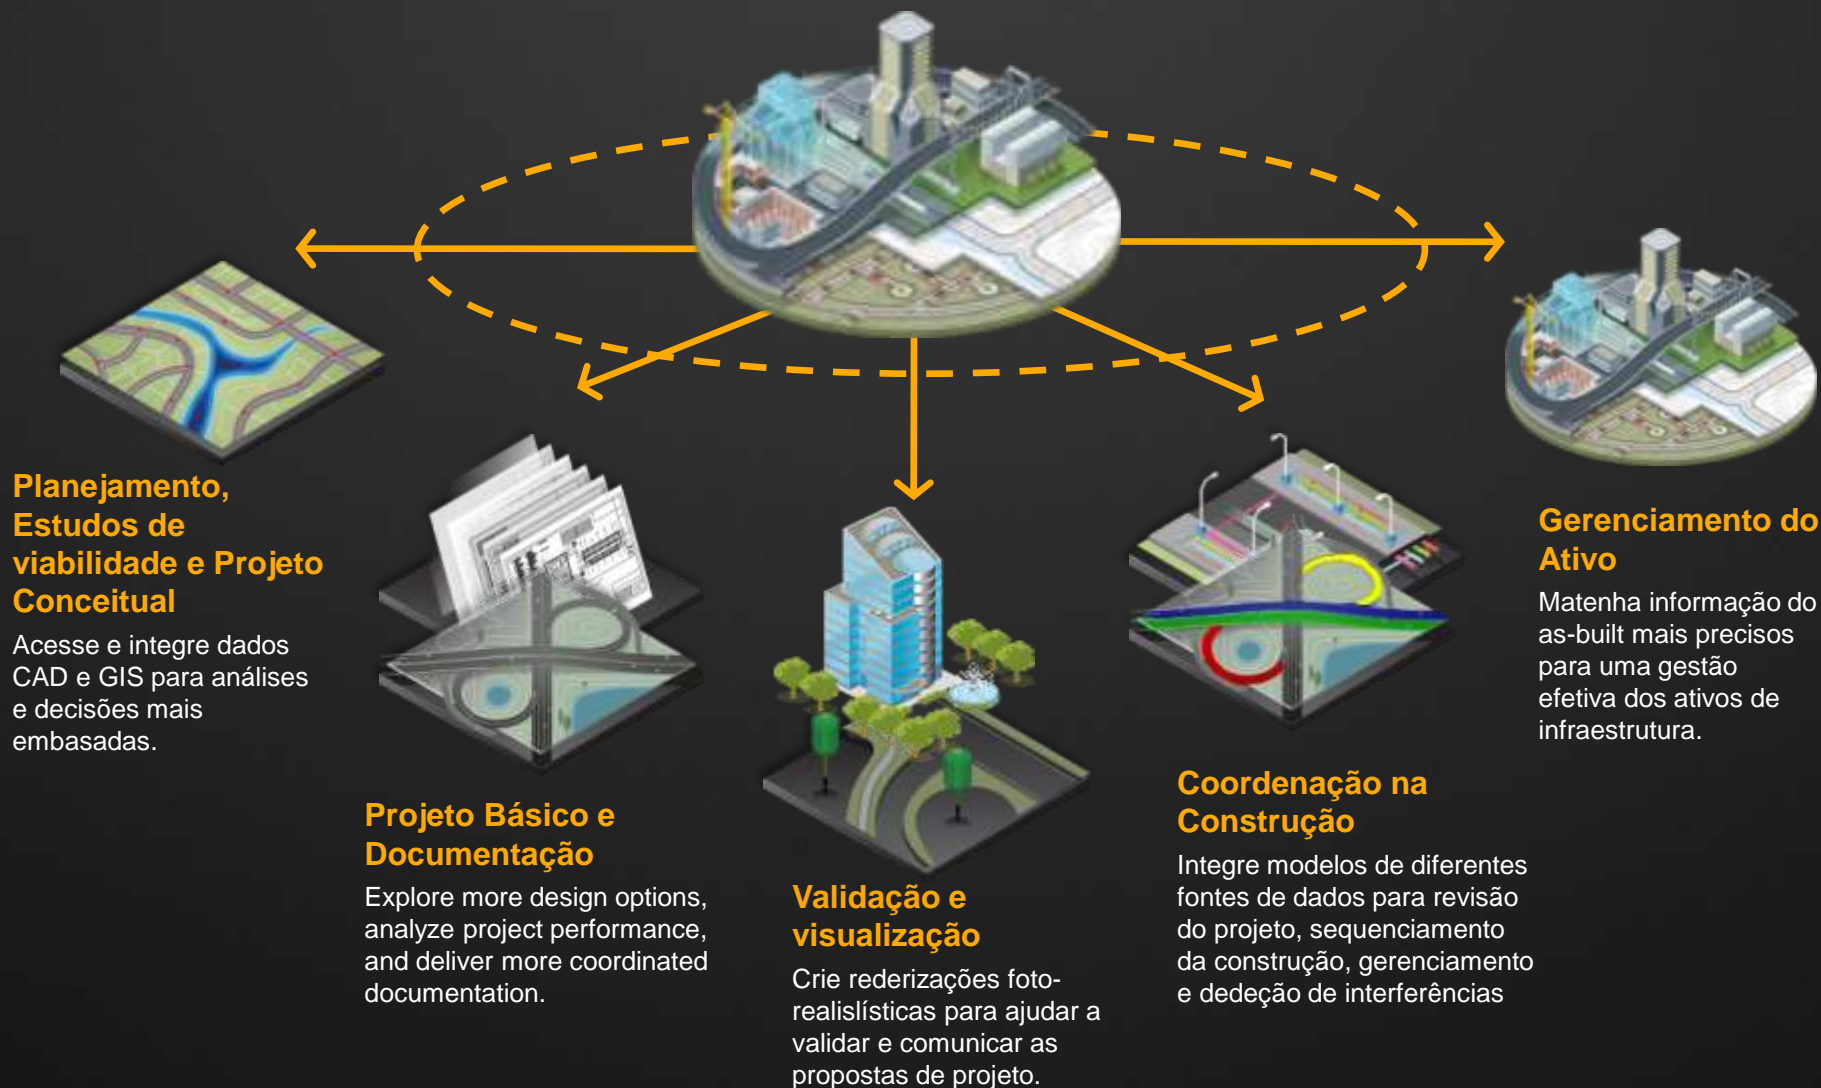 Planejamento,
Estudos de
viabilidade e Projeto
Conceitual
Acesse e integre dados
CAD e GIS para análises
e decisões mais
embasadas.
Projeto Básico e
Documentação
Explore more design options,
analyze project performance,
and deliver more coordinated
documentation.
Validação e
visualização
Crie rederizações foto-
realislísticas para ajudar a
validar e comunicar as
propostas de projeto.
Coordenação na
Construção
Integre modelos de diferentes
fontes de dados para revisão
do projeto, sequenciamento
da construção, gerenciamento
e dedeção de interferências
Gerenciamento do
Ativo
Matenha informação do
as-built mais precisos
para uma gestão
efetiva dos ativos de
infraestrutura.